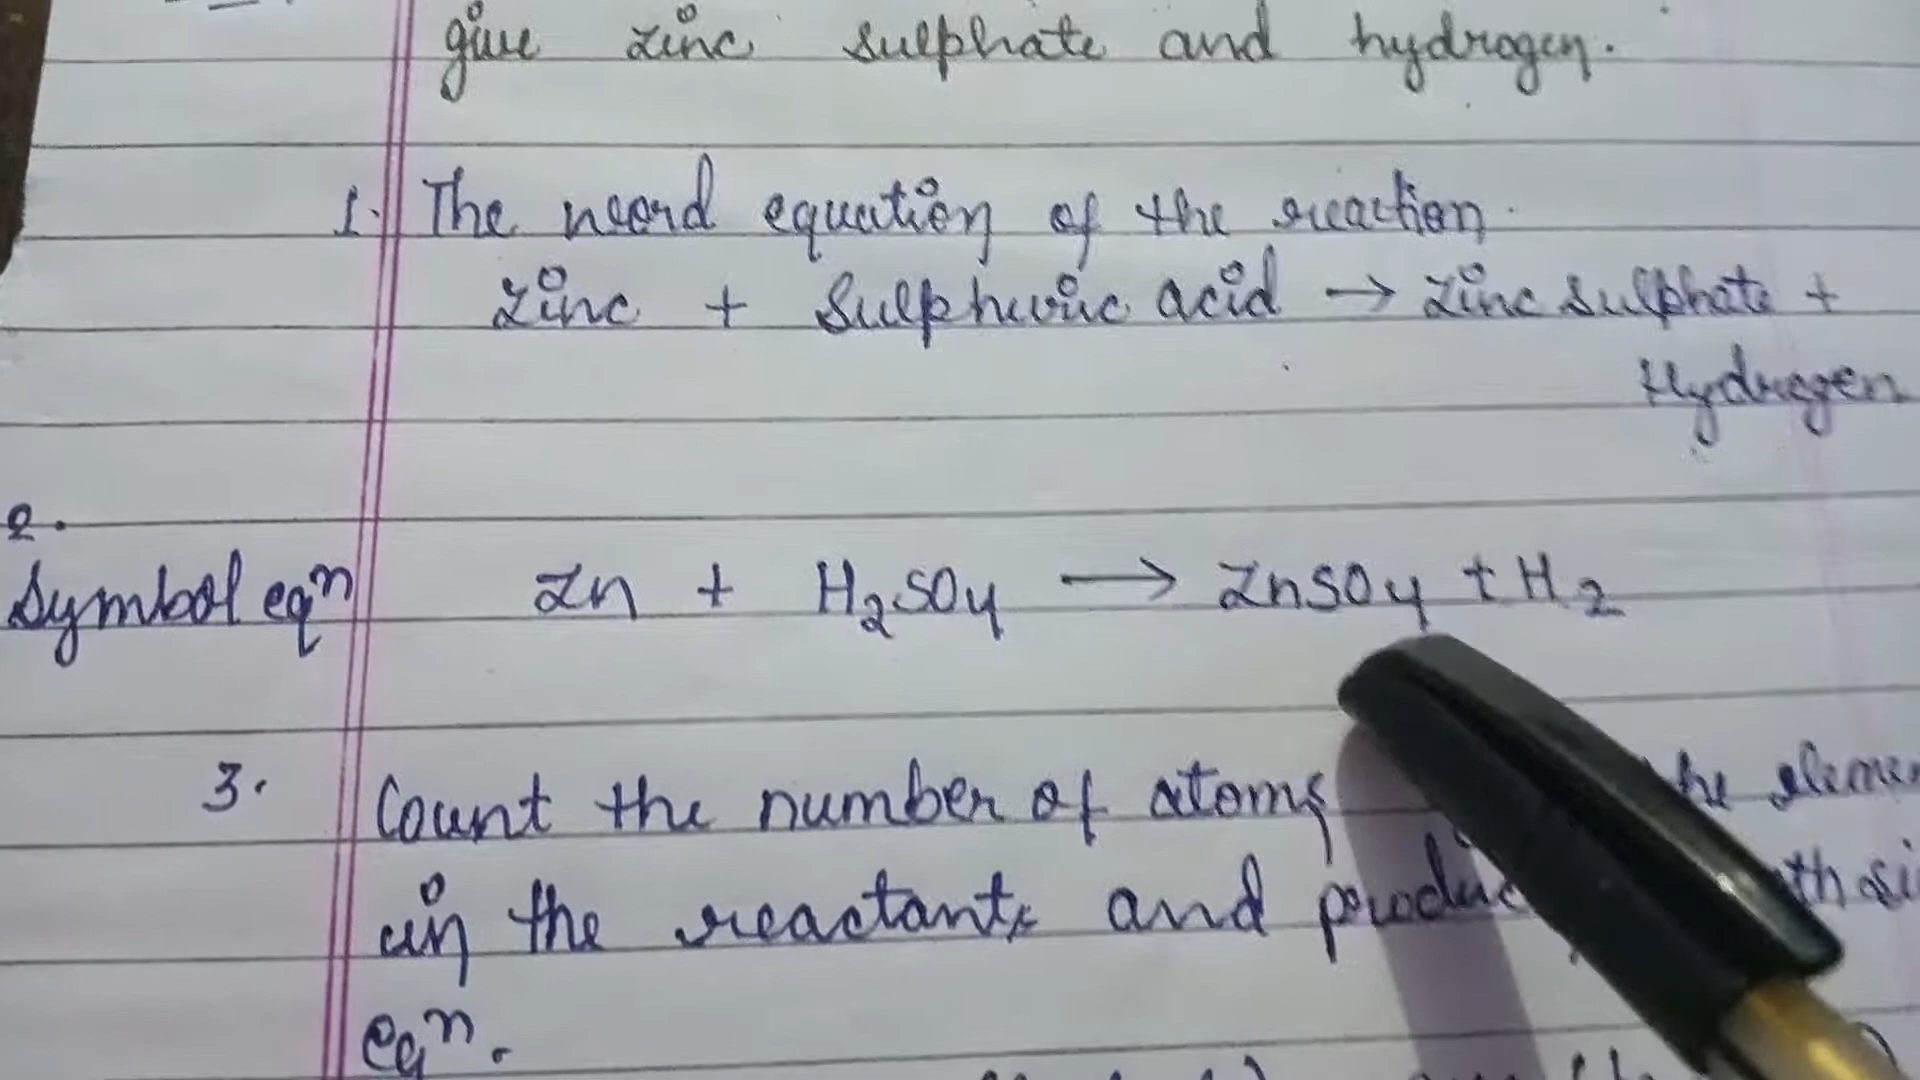 give zinc sulphate and hydrogen.
1. The word equation of the reaction.
Zinc + Sulphuric acid → Zinc sulphate +
Hydrogen
2.
Symbol eqⁿ Zn + H₂SO₄ → ZnSO₄ + H₂
3. Count the number of atoms
in the reactants and
eqⁿ.